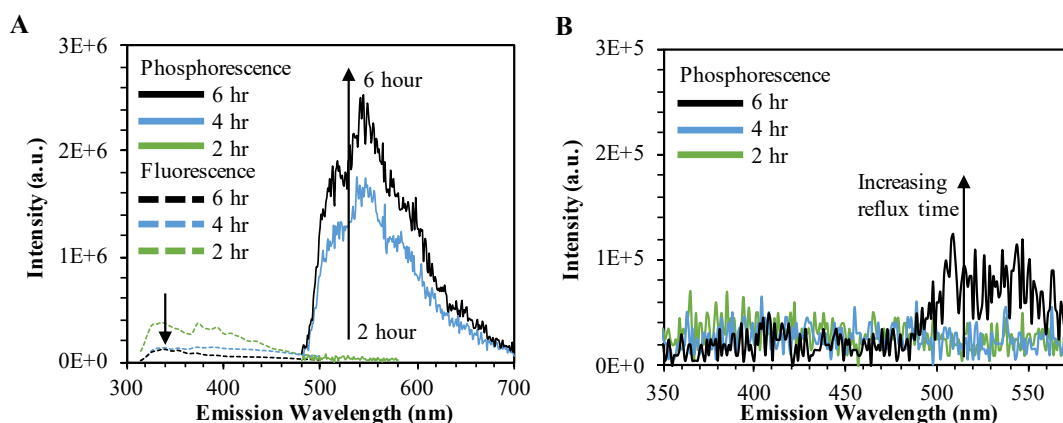 A
3E+6
2E+6
1E+6
0E+0
Intensity (a.u.)
Phosphorescence
6 hr
4 hr
2 hr
Fluorescence
6 hr
4 hr
2 hr
6 hour
2 hour
300
400
500
600
700
Emission Wavelength (nm)
B
3E+5
2E+5
1E+5
0E+0
Intensity (a.u.)
Phosphorescence
6 hr
4 hr
2 hr
Increasing
reflux time
350
400
450
500
550
Emission Wavelength (nm)